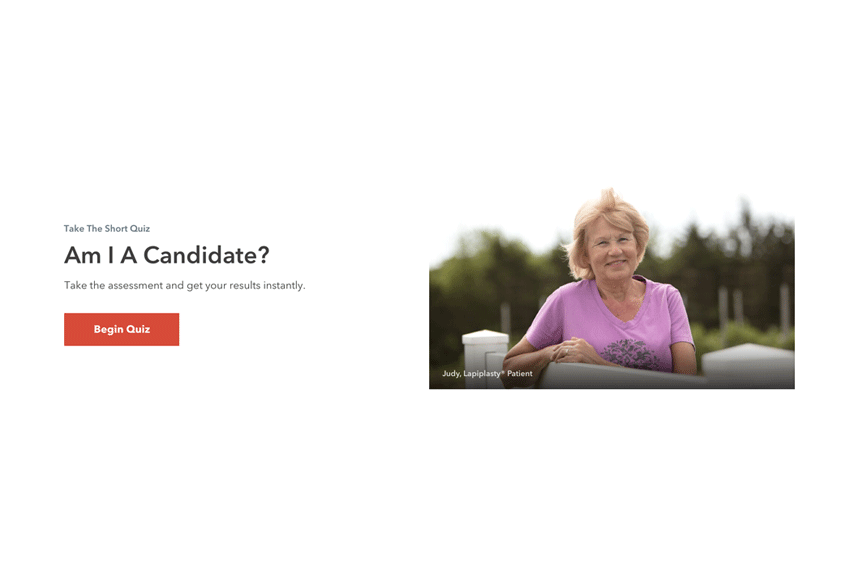 Take The Short Quiz
Am I A Candidate?
Take the assessment and get your results instantly.
Begin Quiz
Judy, Lapiplasty® Patient